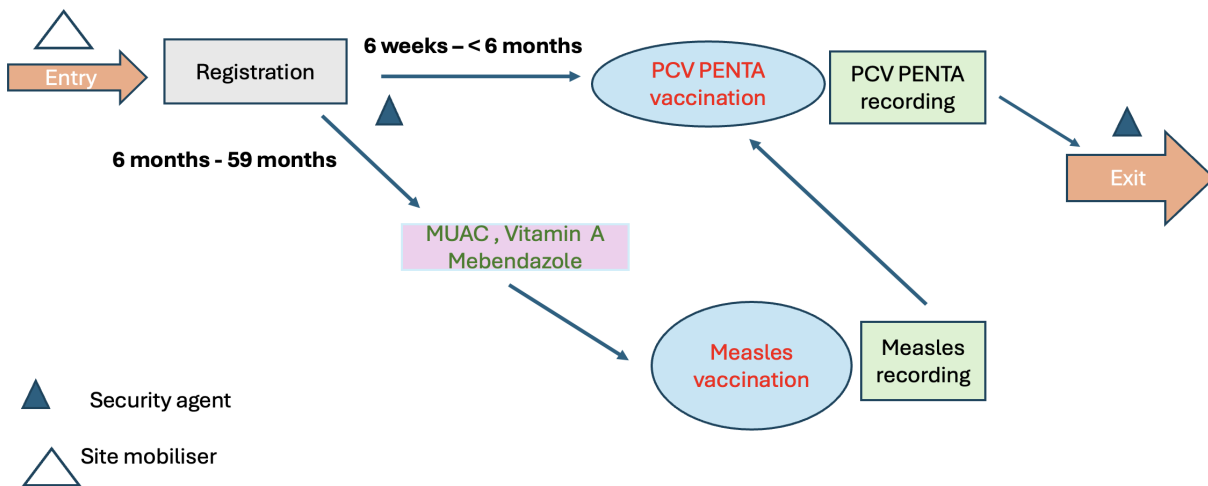 Entry
Registration
6 weeks – < 6 months
PCV PENTA
vaccination
PCV PENTA
recording
6 months - 59 months
Exit
MUAC , Vitamin A
Mebendazole
Measles
vaccination
Measles
recording
Security agent
Site mobiliser